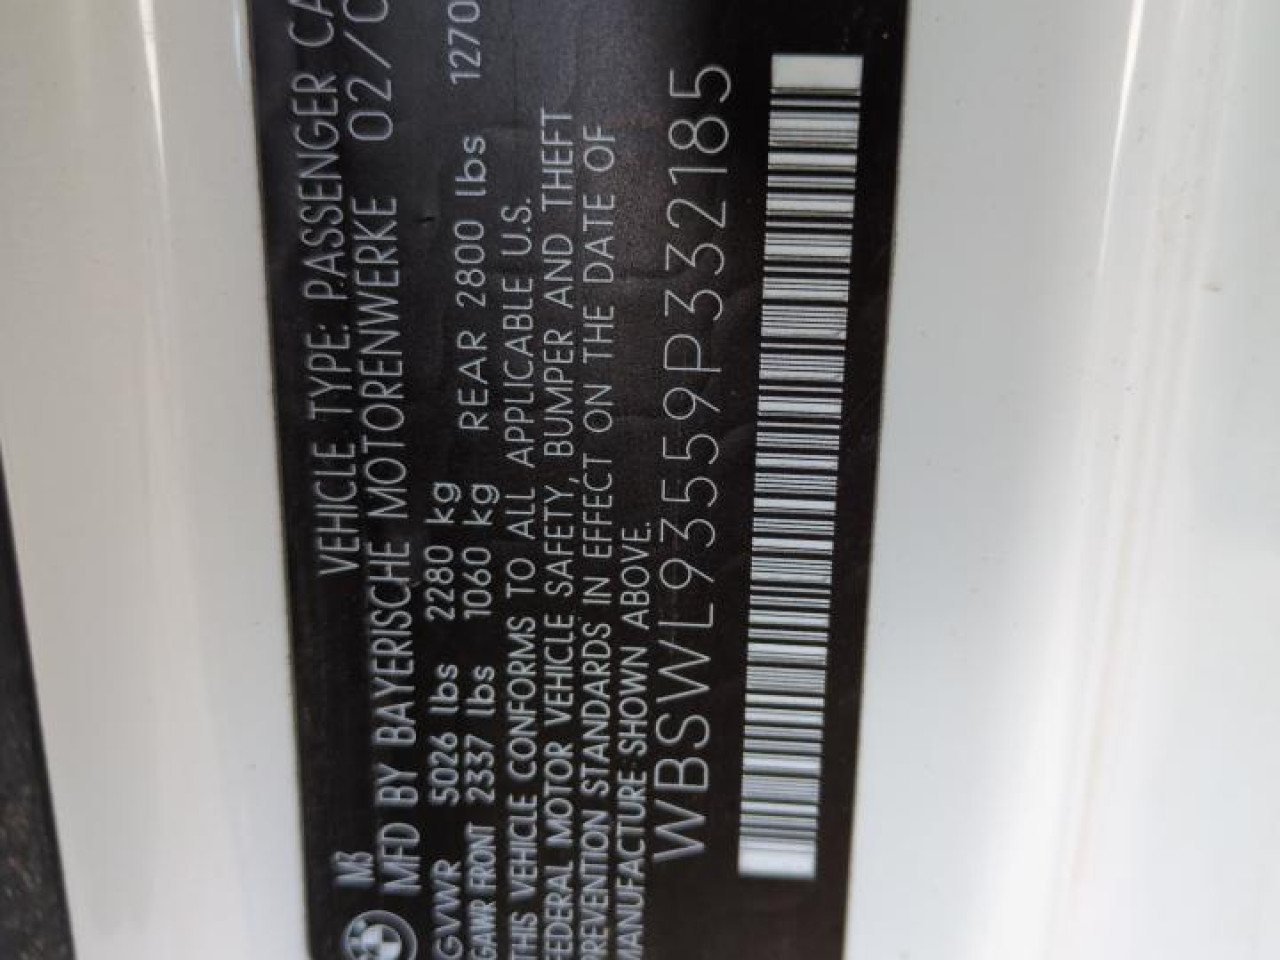 M3
VEHICLE TYPE: PASSENGER CA
MFD BY BAYERISCHE MOTORENWERKE 02/0
GVWR 5026 lbs 2280 kg
GAWR FRONT 2337 lbs 1060 kg REAR 2800 lbs 1270
THIS VEHICLE CONFORMS TO ALL APPLICABLE U.S.
FEDERAL MOTOR VEHICLE SAFETY, BUMPER AND THEFT
PREVENTION STANDARDS IN EFFECT ON THE DATE OF
MANUFACTURE SHOWN ABOVE.
WBSWL93559P332185